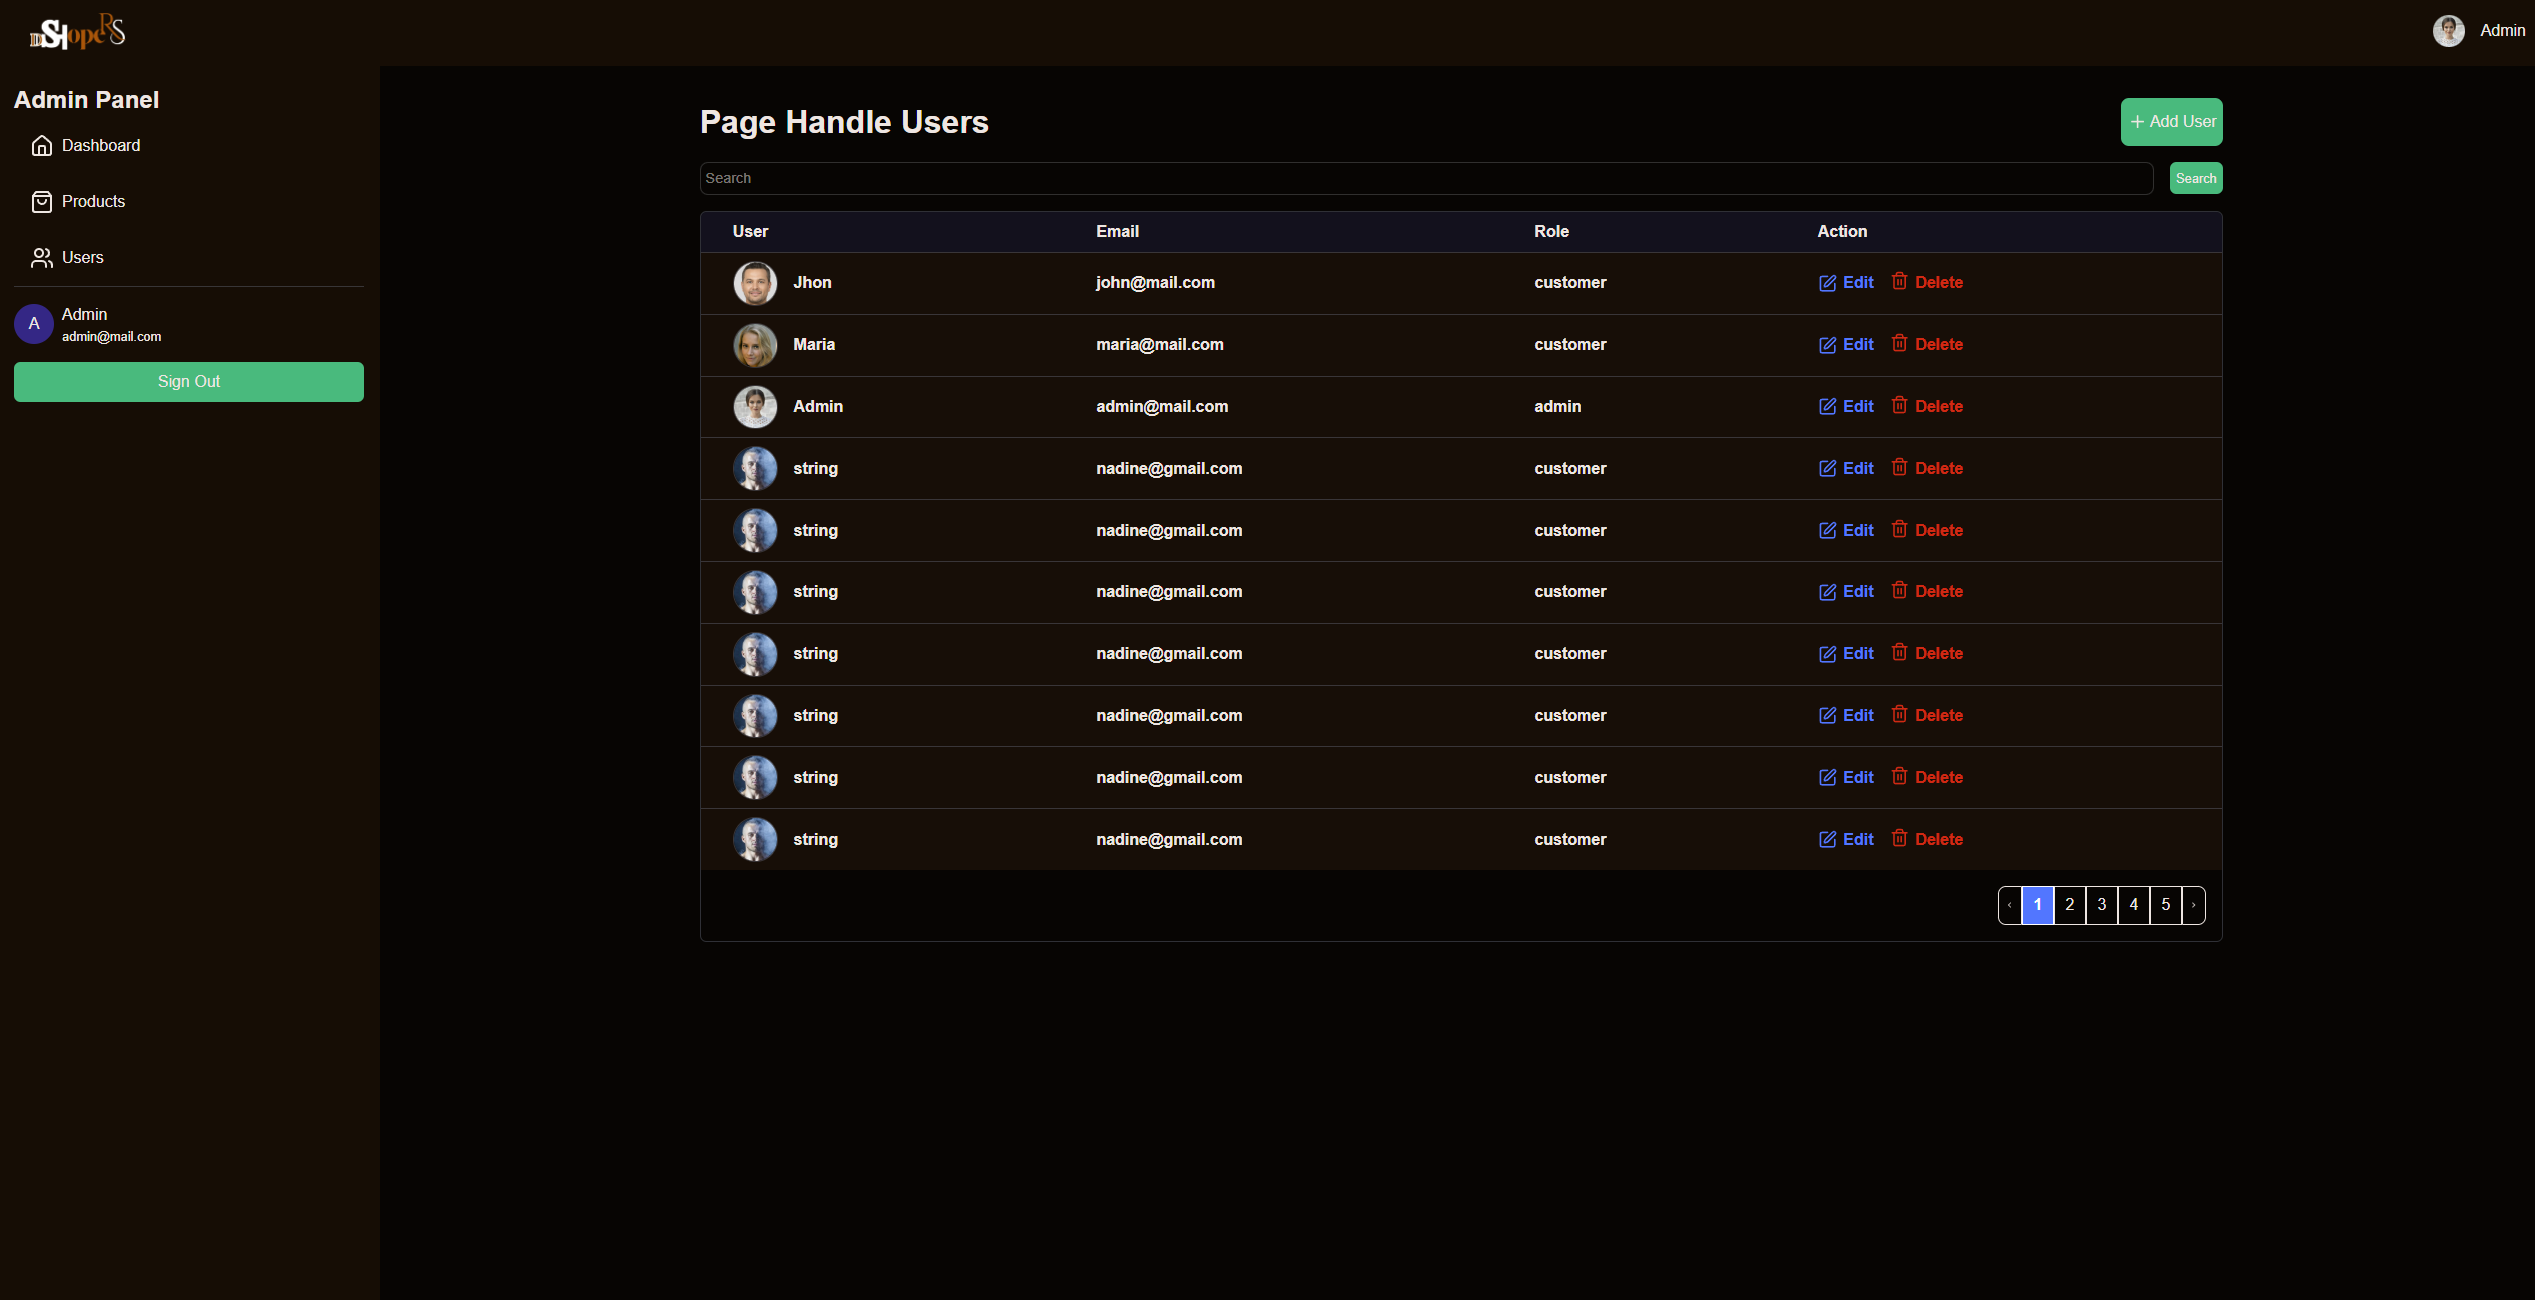 Admin
Admin Panel
Dashboard
Products
Users
A
Admin
admin@mail.com
Sign Out
Page Handle Users
Add User
Search
Search
User Email Role Action
Jhon john@mail.com customer Edit Delete
Maria maria@mail.com customer Edit Delete
Admin admin@mail.com admin Edit Delete
string nadine@gmail.com customer Edit Delete
string nadine@gmail.com customer Edit Delete
string nadine@gmail.com customer Edit Delete
string nadine@gmail.com customer Edit Delete
string nadine@gmail.com customer Edit Delete
string nadine@gmail.com customer Edit Delete
string nadine@gmail.com customer Edit Delete
‹ 1 2 3 4 5 ›